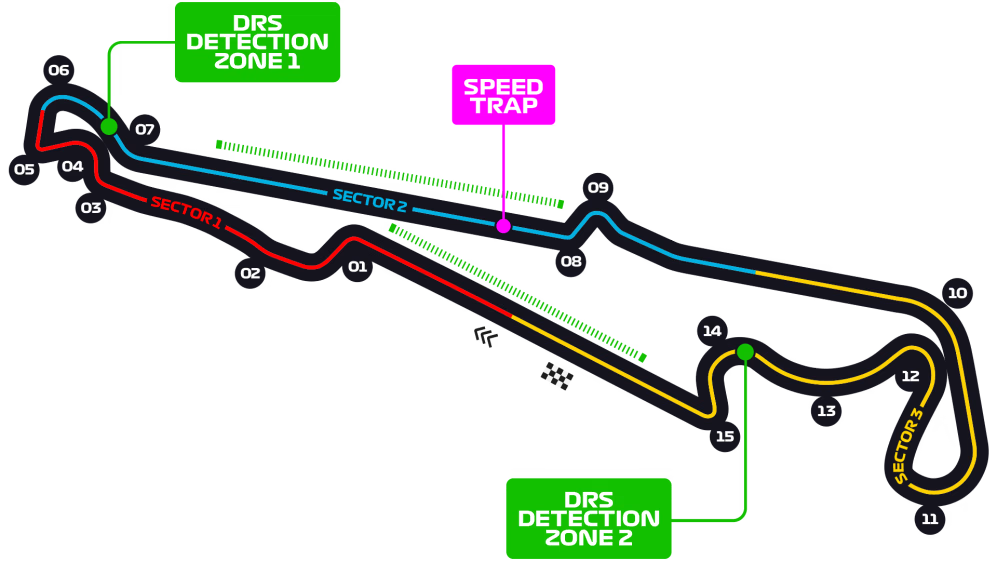 DRS
DETECTION
ZONE 1
06
SPEED
TRAP
07
05
04
03
SECTOR 1
SECTOR 2
09
08
02
01
10
14
12
13
15
SECTOR 3
11
DRS
DETECTION
ZONE 2